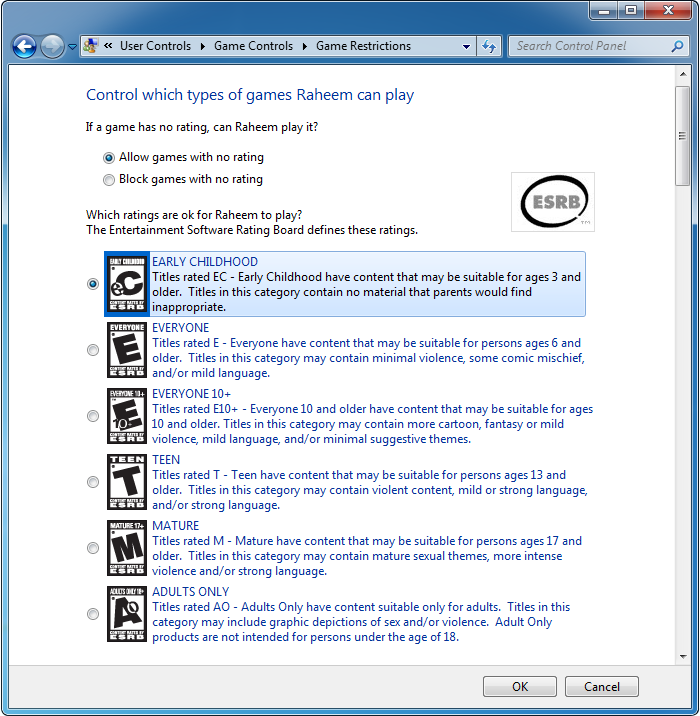 « User Controls ▸ Game Controls ▸ Game Restrictions
Search Control Panel
Control which types of games Raheem can play
If a game has no rating, can Raheem play it?
Allow games with no rating
Block games with no rating
ESRB
TM
Which ratings are ok for Raheem to play?
The Entertainment Software Rating Board defines these ratings.
EARLY CHILDHOOD
eC
CONTENT RATED BY
ESRB
EARLY CHILDHOOD
Titles rated EC - Early Childhood have content that may be suitable for ages 3 and
older. Titles in this category contain no material that parents would find
inappropriate.
EVERYONE
E
CONTENT RATED BY
ESRB
EVERYONE
Titles rated E - Everyone have content that may be suitable for persons ages 6 and
older. Titles in this category may contain minimal violence, some comic mischief,
and/or mild language.
EVERYONE 10+
E
10+
CONTENT RATED BY
ESRB
EVERYONE 10+
Titles rated E10+ - Everyone 10 and older have content that may be suitable for ages
10 and older. Titles in this category may contain more cartoon, fantasy or mild
violence, mild language, and/or minimal suggestive themes.
TEEN
T
CONTENT RATED BY
ESRB
TEEN
Titles rated T - Teen have content that may be suitable for persons ages 13 and
older. Titles in this category may contain violent content, mild or strong language,
and/or strong language.
MATURE 17+
M
CONTENT RATED BY
ESRB
MATURE
Titles rated M - Mature have content that may be suitable for persons ages 17 and
older. Titles in this category may contain mature sexual themes, more intense
violence and/or strong language.
ADULTS ONLY 18+
Ao
CONTENT RATED BY
ESRB
ADULTS ONLY
Titles rated AO - Adults Only have content suitable only for adults. Titles in this
category may include graphic depictions of sex and/or violence. Adult Only
products are not intended for persons under the age of 18.
OK
Cancel